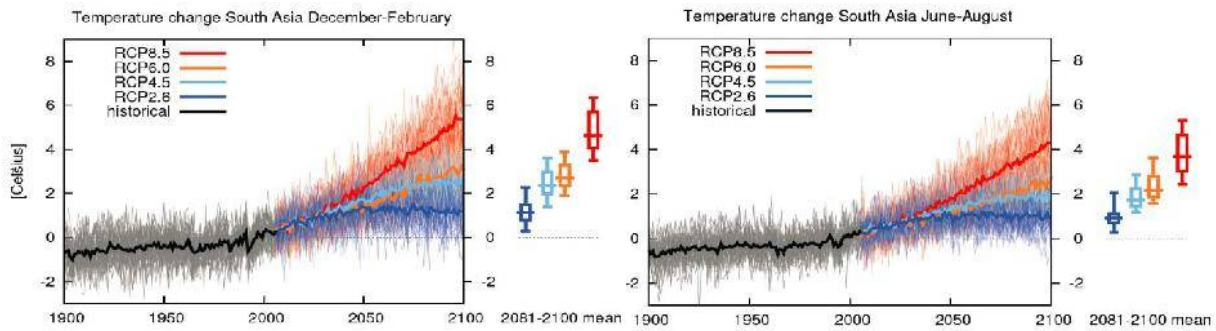 Temperature change South Asia December-February
[Celsius]
8
6
4
2
0
-2
RCP8.5
RCP6.0
RCP4.5
RCP2.6
historical
8
6
4
2
0
-2
1900 1950 2000 2050 2100 2081-2100 mean
Temperature change South Asia June-August
8
6
4
2
0
-2
RCP8.5
RCP6.0
RCP4.5
RCP2.6
historical
8
6
4
2
0
-2
1900 1950 2000 2050 2100 2081-2100 mean